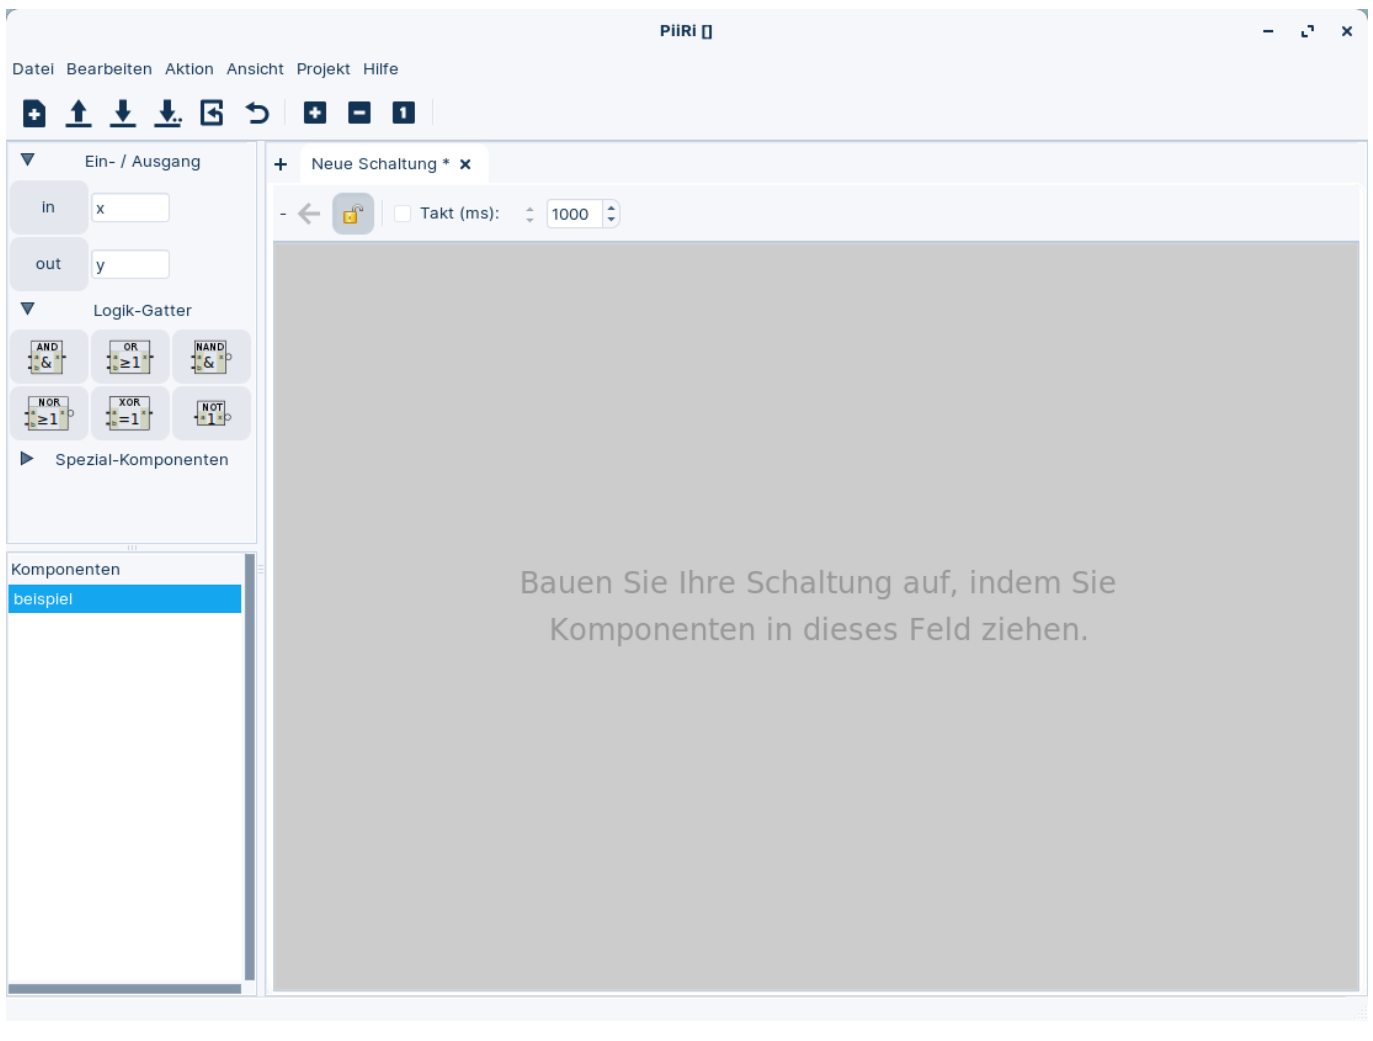 PiiRi []
Datei Bearbeiten Aktion Ansicht Projekt Hilfe
1
Ein- / Ausgang
in x
out y
Logik-Gatter
AND & a b x
OR ≥1 a b x
NAND & a b x
NOR ≥1 a b x
XOR =1 a b x
NOT 1 a x
Spezial-Komponenten
Komponenten
beispiel
+ Neue Schaltung * ×
- Takt (ms): 1000
Bauen Sie Ihre Schaltung auf, indem Sie
Komponenten in dieses Feld ziehen.